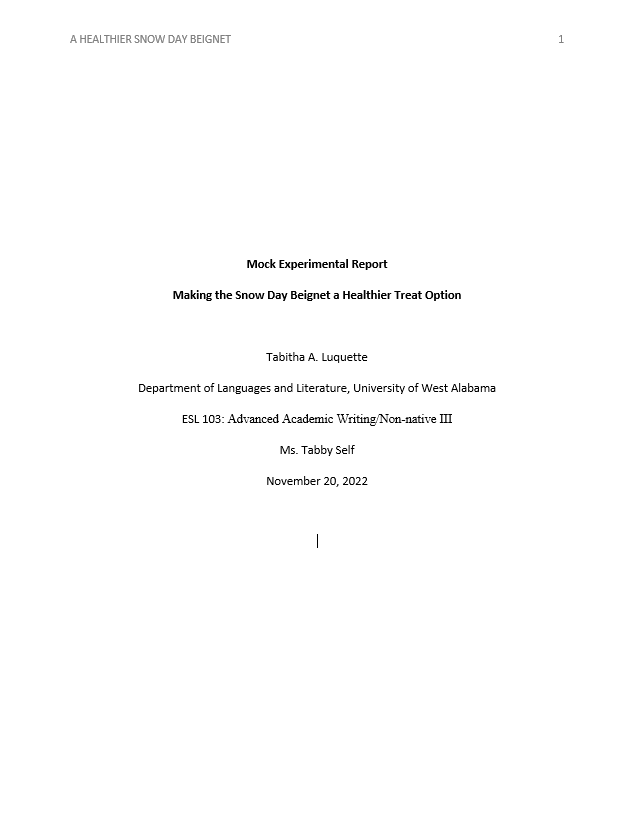 A HEALTHIER SNOW DAY BEIGNET 1
Mock Experimental Report
Making the Snow Day Beignet a Healthier Treat Option
Tabitha A. Luquette
Department of Languages and Literature, University of West Alabama
ESL 103: Advanced Academic Writing/Non-native III
Ms. Tabby Self
November 20, 2022